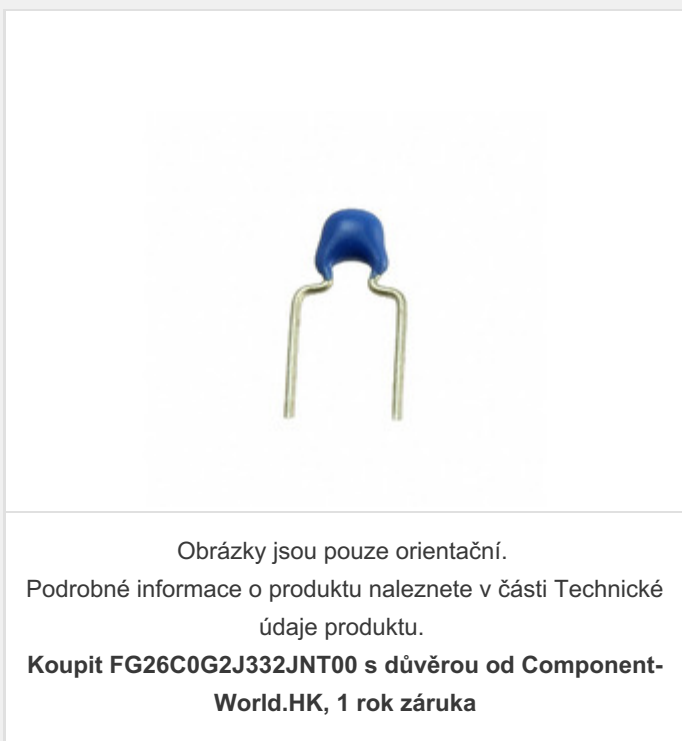 Obrázky jsou pouze orientační.
Podrobné informace o produktu naleznete v části Technické
údaje produktu.
Koupit FG26C0G2J332JNT00 s důvěrou od Component-
World.HK, 1 rok záruka